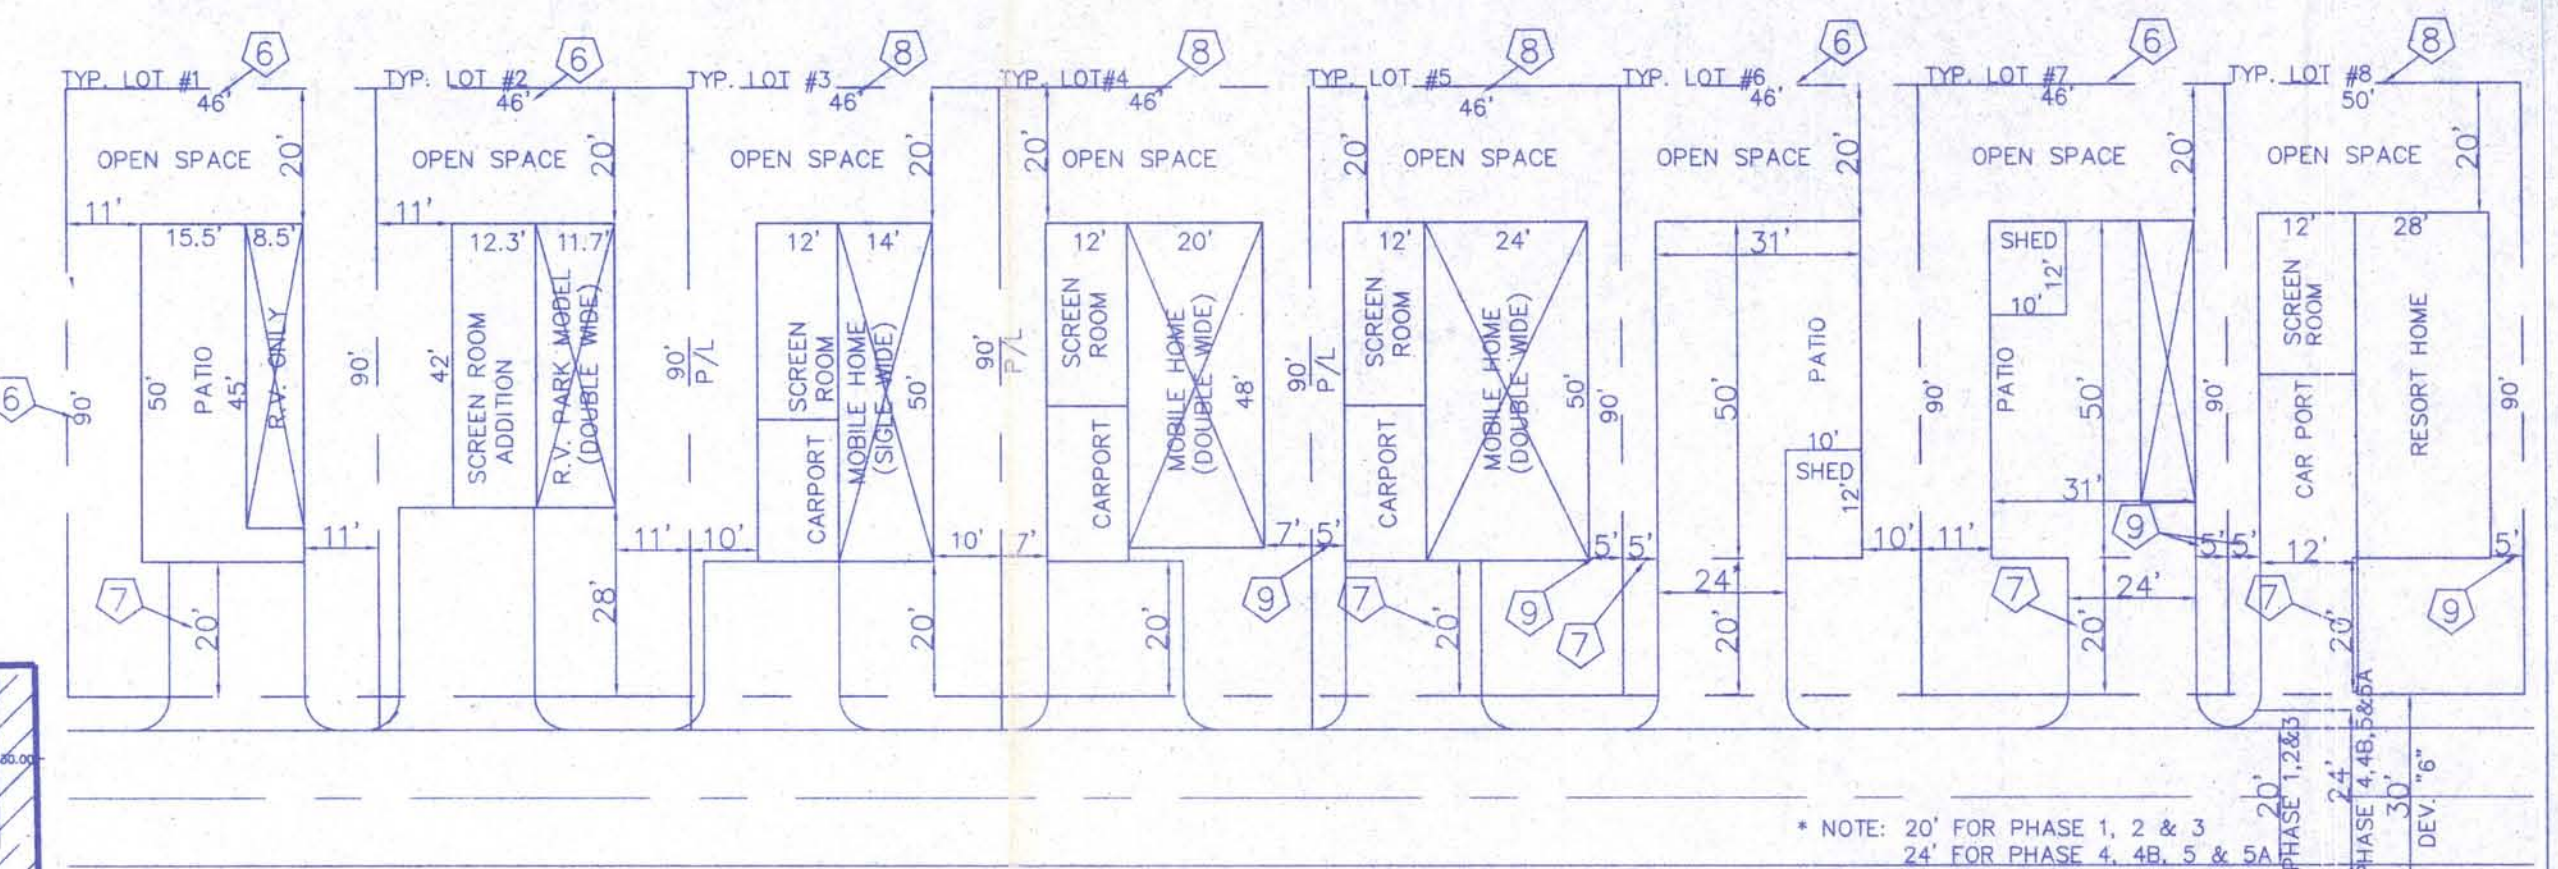 6
TYP. LOT #1
46'
OPEN SPACE
20'
11'
15.5'
8.5'
50'
PATIO
45'
R.V. ONLY
90'
6
11'
7
20'
6
TYP. LOT #2
46'
OPEN SPACE
20'
11'
12.3'
11.7'
90'
42'
SCREEN ROOM
ADDITION
R.V. PARK MODEL
(DOUBLE WIDE)
28'
11'
8
TYP. LOT #3
46'
OPEN SPACE
20'
12'
14'
90'
P/L
SCREEN
ROOM
CARPORT
MOBILE HOME
(SIGLE WIDE)
50'
10'
10'
20'
8
TYP. LOT#4
46'
OPEN SPACE
20'
12'
20'
90'
P/L
SCREEN
ROOM
CARPORT
MOBILE HOME
(DOUBLE WIDE)
48'
7'
7'
20'
8
TYP. LOT #5
46'
OPEN SPACE
20'
12'
24'
90'
P/L
SCREEN
ROOM
CARPORT
MOBILE HOME
(DOUBLE WIDE)
50'
90'
5'
5'
9
7
20'
9
6
TYP. LOT #6
46'
OPEN SPACE
20'
31'
50'
PATIO
10'
SHED
12'
5'
7
24'
20'
10'
6
TYP. LOT #7
46'
OPEN SPACE
20'
SHED
12'
10'
90'
PATIO
50'
31'
11'
7
24'
20'
9
5'
8
TYP. LOT #8
50'
OPEN SPACE
20'
12'
28'
90'
SCREEN
ROOM
CAR PORT
RESORT HOME
90'
5'
12'
5'
7
20'
9
80.00
20'
PHASE 1,2&3
24'
PHASE 4,4B,5&5A
30'
DEV. "6"
* NOTE: 20' FOR PHASE 1, 2 & 3
24' FOR PHASE 4, 4B, 5 & 5A